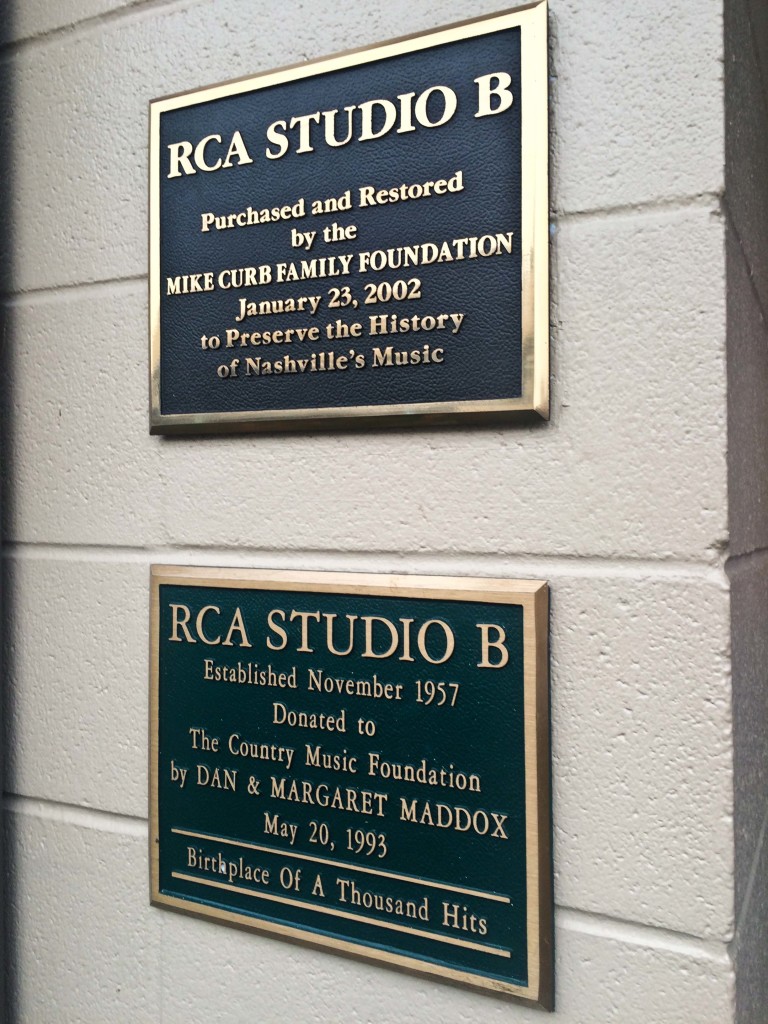 RCA STUDIO B
Purchased and Restored
by the
MIKE CURB FAMILY FOUNDATION
January 23, 2002
to Preserve the History
of Nashville's Music
RCA STUDIO B
Established November 1957
Donated to
The Country Music Foundation
by DAN & MARGARET MADDOX
May 20, 1993
Birthplace Of A Thousand Hits